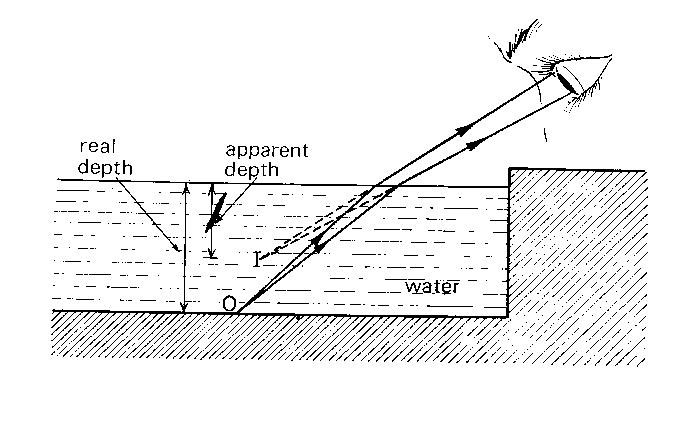 real
depth
apparent
depth
I
O
water